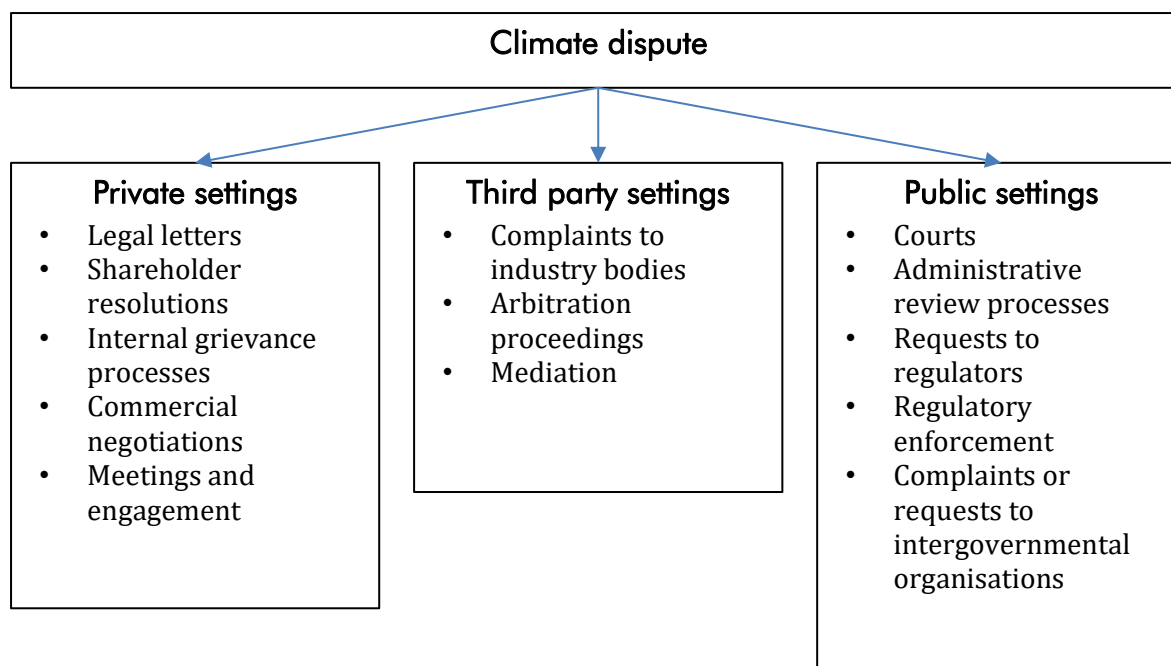 Climate dispute
Private settings
• Legal letters
• Shareholder
resolutions
• Internal grievance
processes
• Commercial
negotiations
• Meetings and
engagement
Third party settings
• Complaints to
industry bodies
• Arbitration
proceedings
• Mediation
Public settings
• Courts
• Administrative
review processes
• Requests to
regulators
• Regulatory
enforcement
• Complaints or
requests to
intergovernmental
organisations